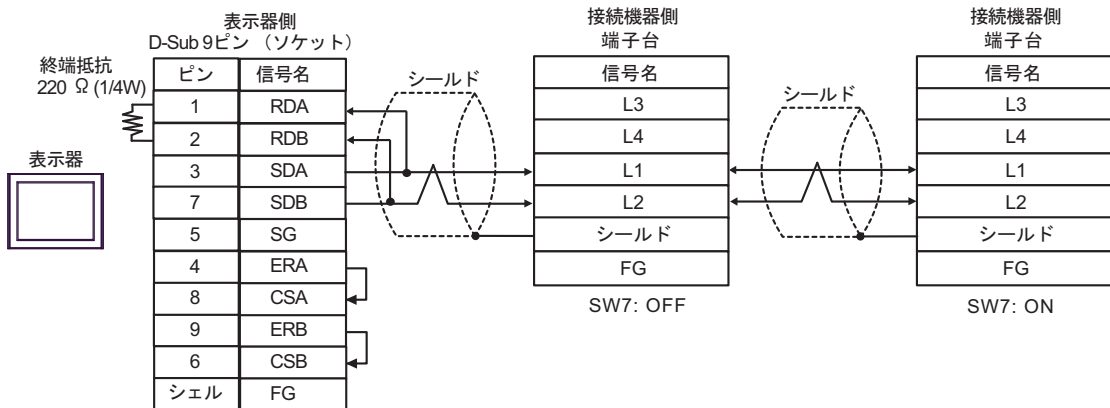 表示器側
D-Sub 9ピン （ソケット）
終端抵抗
220 Ω (1/4W)
表示器
ピン 信号名
1 RDA
2 RDB
3 SDA
7 SDB
5 SG
4 ERA
8 CSA
9 ERB
6 CSB
シェル FG
シールド
接続機器側
端子台
信号名
L3
L4
L1
L2
シールド
FG
SW7: OFF
シールド
接続機器側
端子台
信号名
L3
L4
L1
L2
シールド
FG
SW7: ON